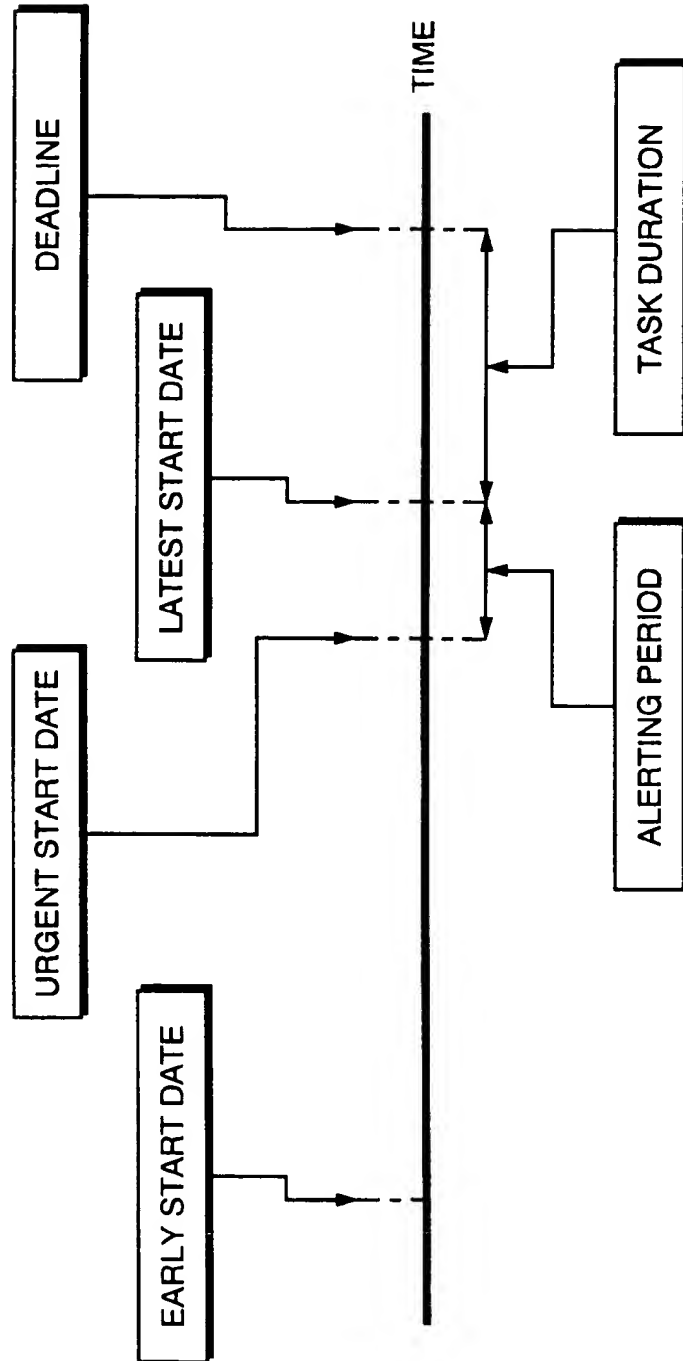 URGENT START DATE
DEADLINE
EARLY START DATE
LATEST START DATE
TIME
ALERTING PERIOD
TASK DURATION